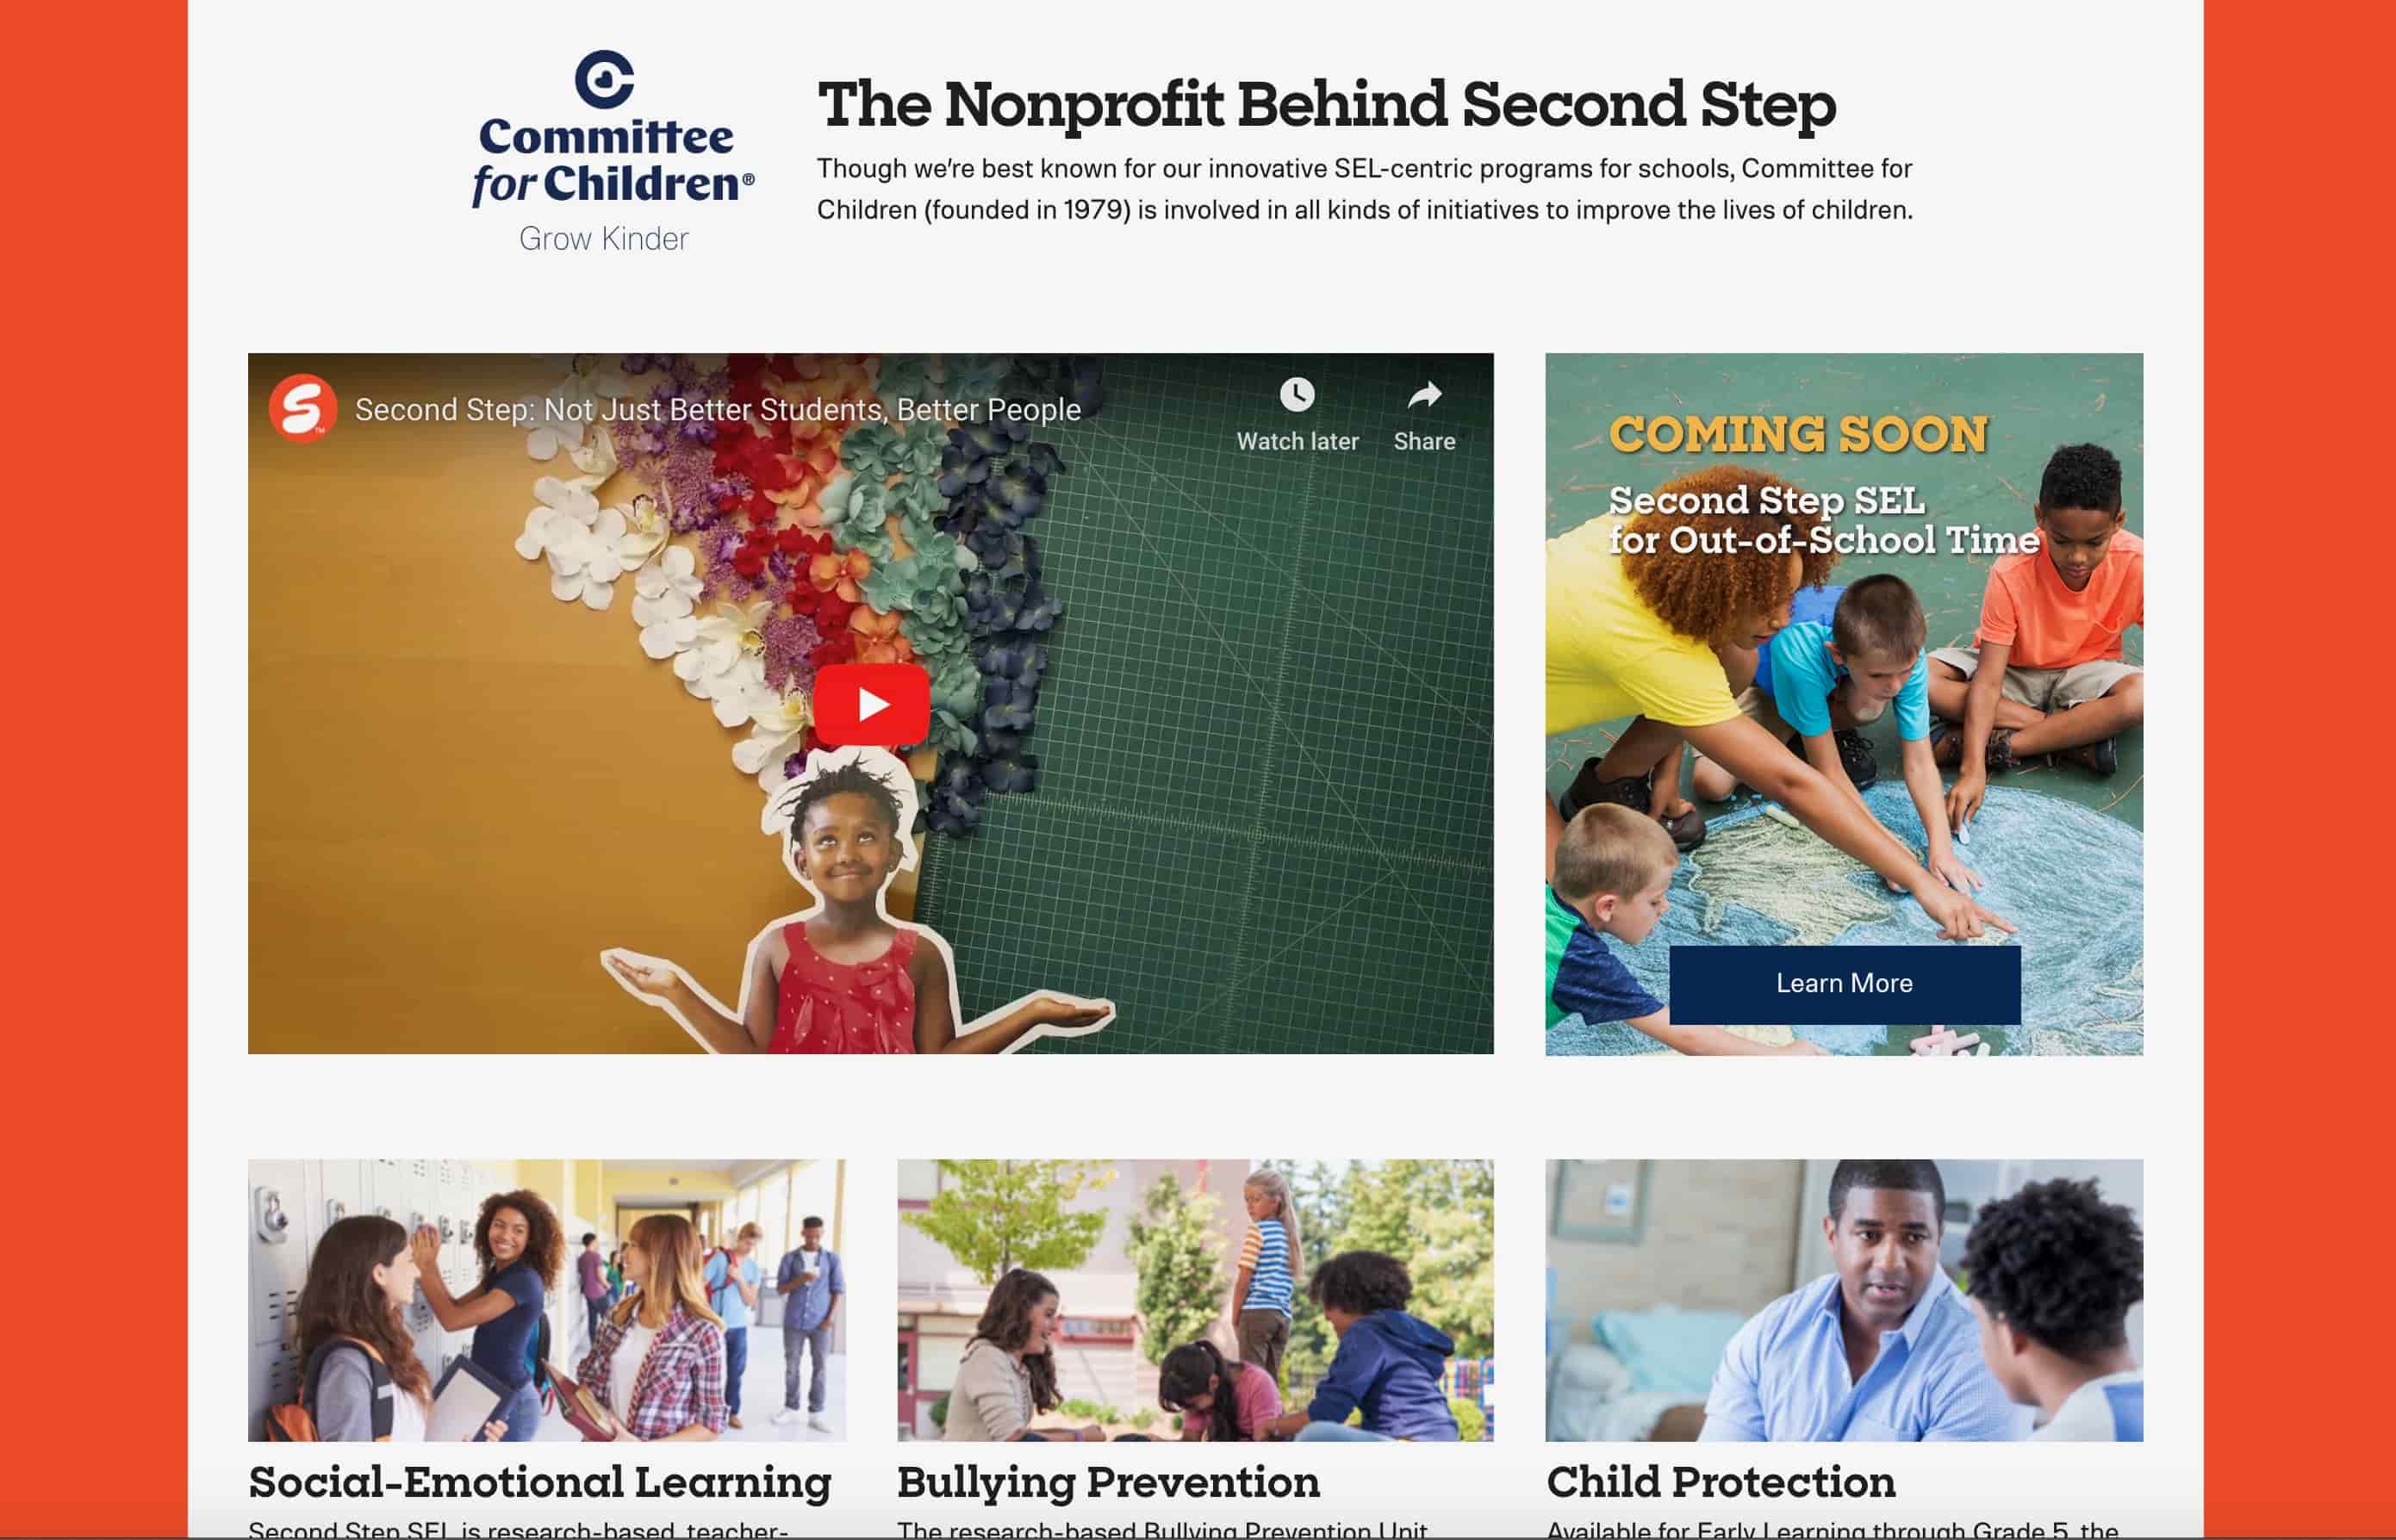 Committee
for Children®
Grow Kinder
The Nonprofit Behind Second Step
Though we're best known for our innovative SEL-centric programs for schools, Committee for
Children (founded in 1979) is involved in all kinds of initiatives to improve the lives of children.
S™
Second Step: Not Just Better Students, Better People
Watch later
Share
COMING SOON
Second Step SEL
for Out-of-School Time
Learn More
Social-Emotional Learning
Second Step SEL is research-based, teacher-
Bullying Prevention
The research-based Bullying Prevention Unit
Child Protection
Available for Early Learning through Grade 5, the